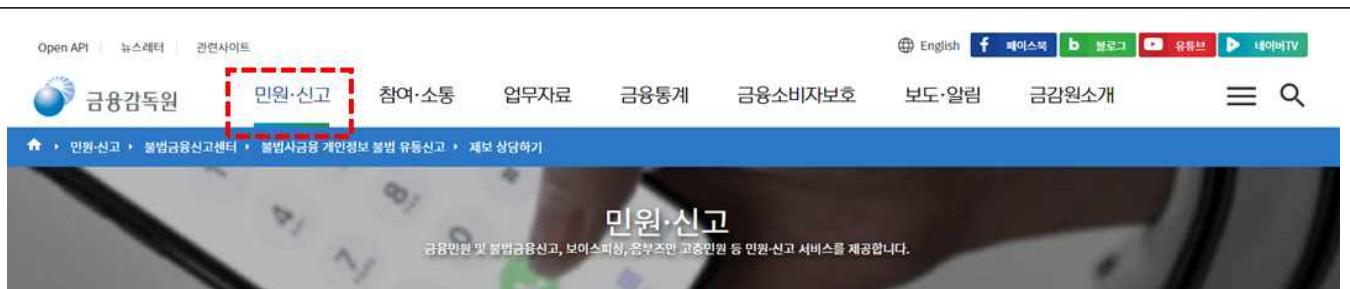 Open API 뉴스레터 관련사이트 English f 페이스북 b 블로그 유튜브 네이버TV
금융감독원 민원·신고 참여·소통 업무자료 금융통계 금융소비자보호 보도·알림 금감원소개
민원·신고 불법금융신고센터 불법사금융 개인정보 불법 유통신고 제보 상담하기
민원·신고
금융민원 및 불법금융신고, 보이스피싱, 옴부즈만 고충민원 등 민원·신고 서비스를 제공합니다.